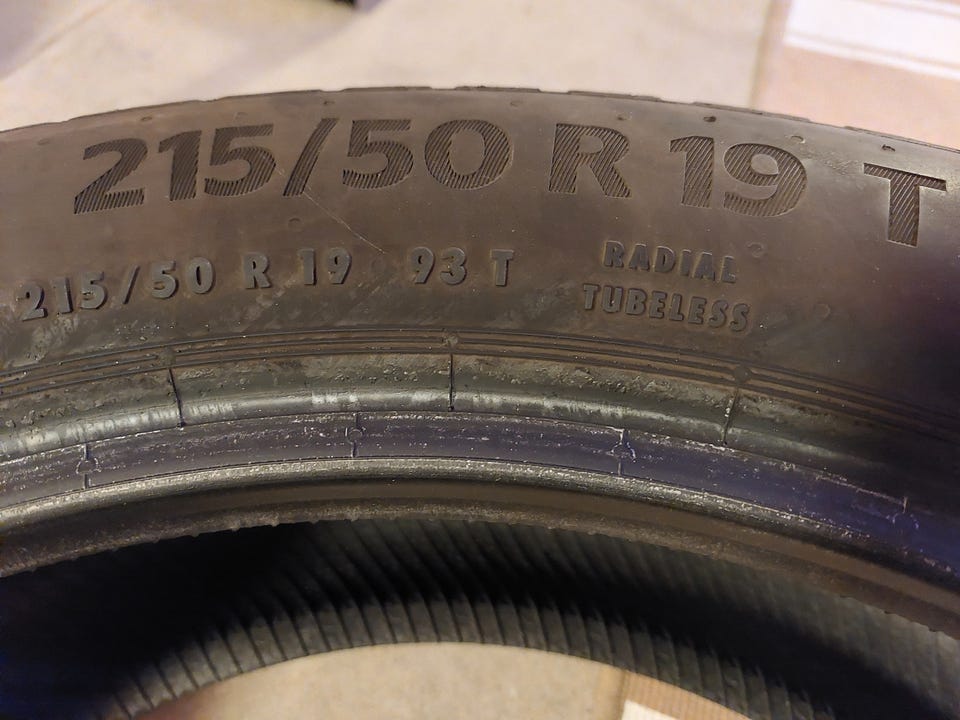 215/50 R 19 T
215/50 R 19 93 T
RADIAL
TUBELESS